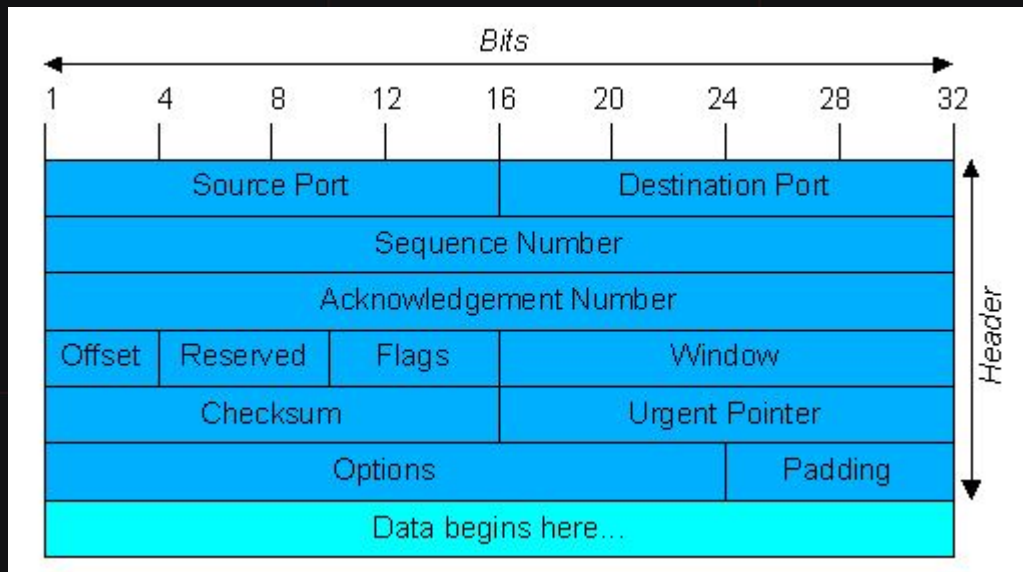 Bits
1 4 8 12 16 20 24 28 32
Source Port Destination Port
Sequence Number
Acknowledgement Number
Offset Reserved Flags Window
Checksum Urgent Pointer
Options Padding
Data begins here...
Header